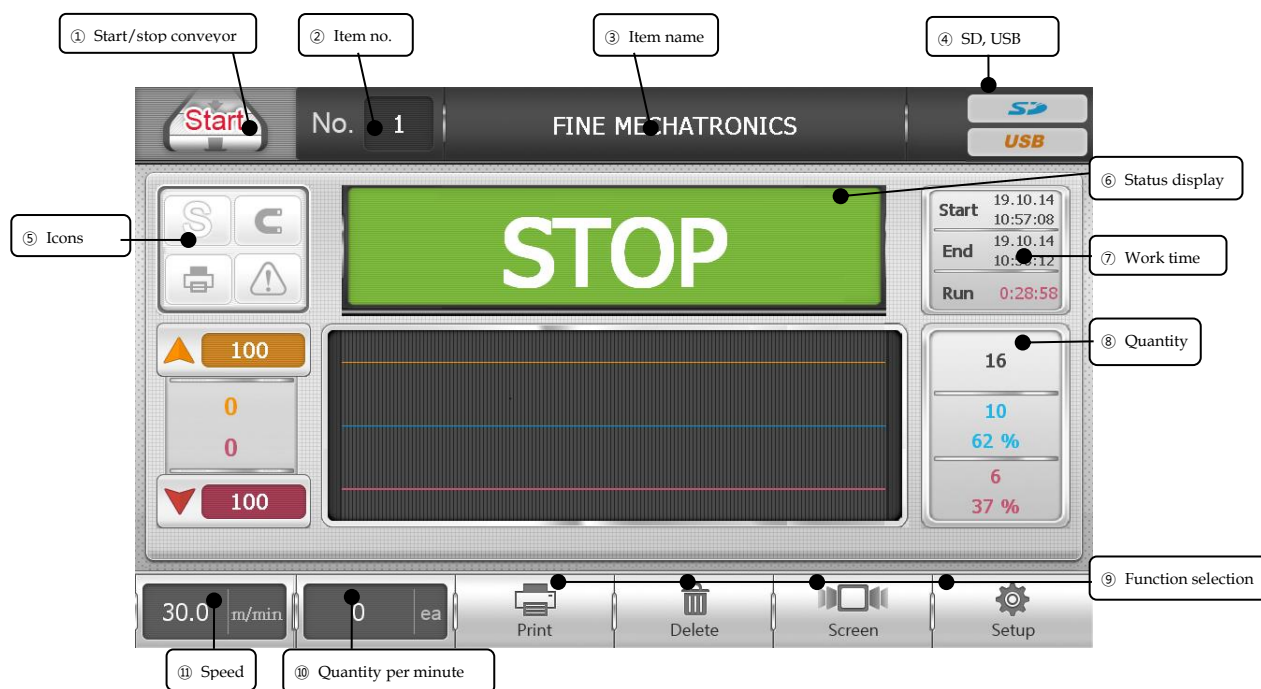 ① Start/stop conveyor
② Item no.
③ Item name
④ SD, USB
Start
No. 1
FINE MECHATRONICS
SD
USB
⑤ Icons
S
STOP
⑥ Status display
Start 19.10.14
10:57:08
End 19.10.14
Run 0:28:58
⑦ Work time
100
0
0
100
⑧ Quantity
16
10
62 %
6
37 %
⑨ Function selection
30.0 m/min
0 ea
Print
Delete
Screen
Setup
⑪ Speed
⑩ Quantity per minute